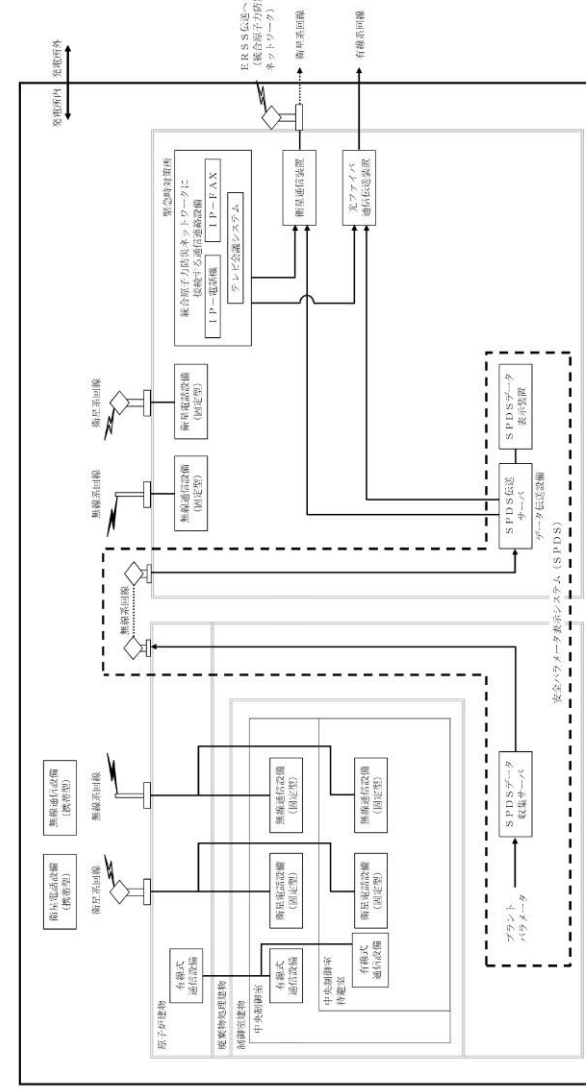 発電所外
発電所内
ERSS伝送へ
(統合原子力防災
ネットワーク)
衛星系回線
有線系回線
緊急時対策所
統合原子力防災ネットワークに
接続する通信連絡設備
IP-電話機
IP-FAX
テレビ会議システム
衛星通信装置
光ファイバ
通信伝送装置
衛星系回線
衛星電話設備
(固定型)
無線系回線
無線通信設備
(固定型)
無線系回線
SPDSデータ
表示装置
SPDS伝送
サーバ
データ伝送設備
安全パラメータ表示システム(SPDS)
無線通信設備
(携帯型)
無線系回線
衛星電話設備
(携帯型)
衛星系回線
原子炉建物
廃棄物処理建物
制御室建物
中央制御室
中央制御室
待避室
有線式
通信設備
有線式
通信設備
有線式
通信設備
衛星電話設備
(固定型)
衛星電話設備
(固定型)
無線通信設備
(固定型)
無線通信設備
(固定型)
SPDSデータ
収集サーバ
プラント
パラメータ